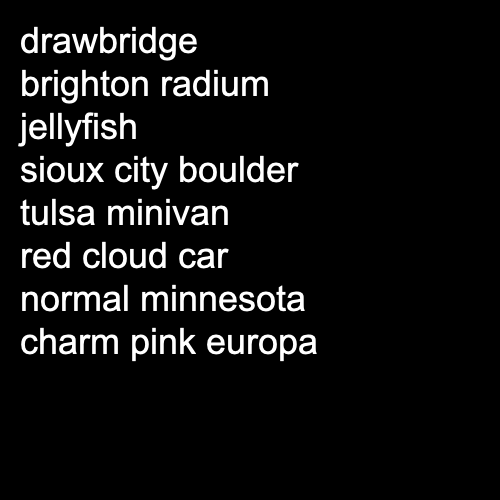 drawbridge
brighton radium
jellyfish
sioux city boulder
tulsa minivan
red cloud car
normal minnesota
charm pink europa